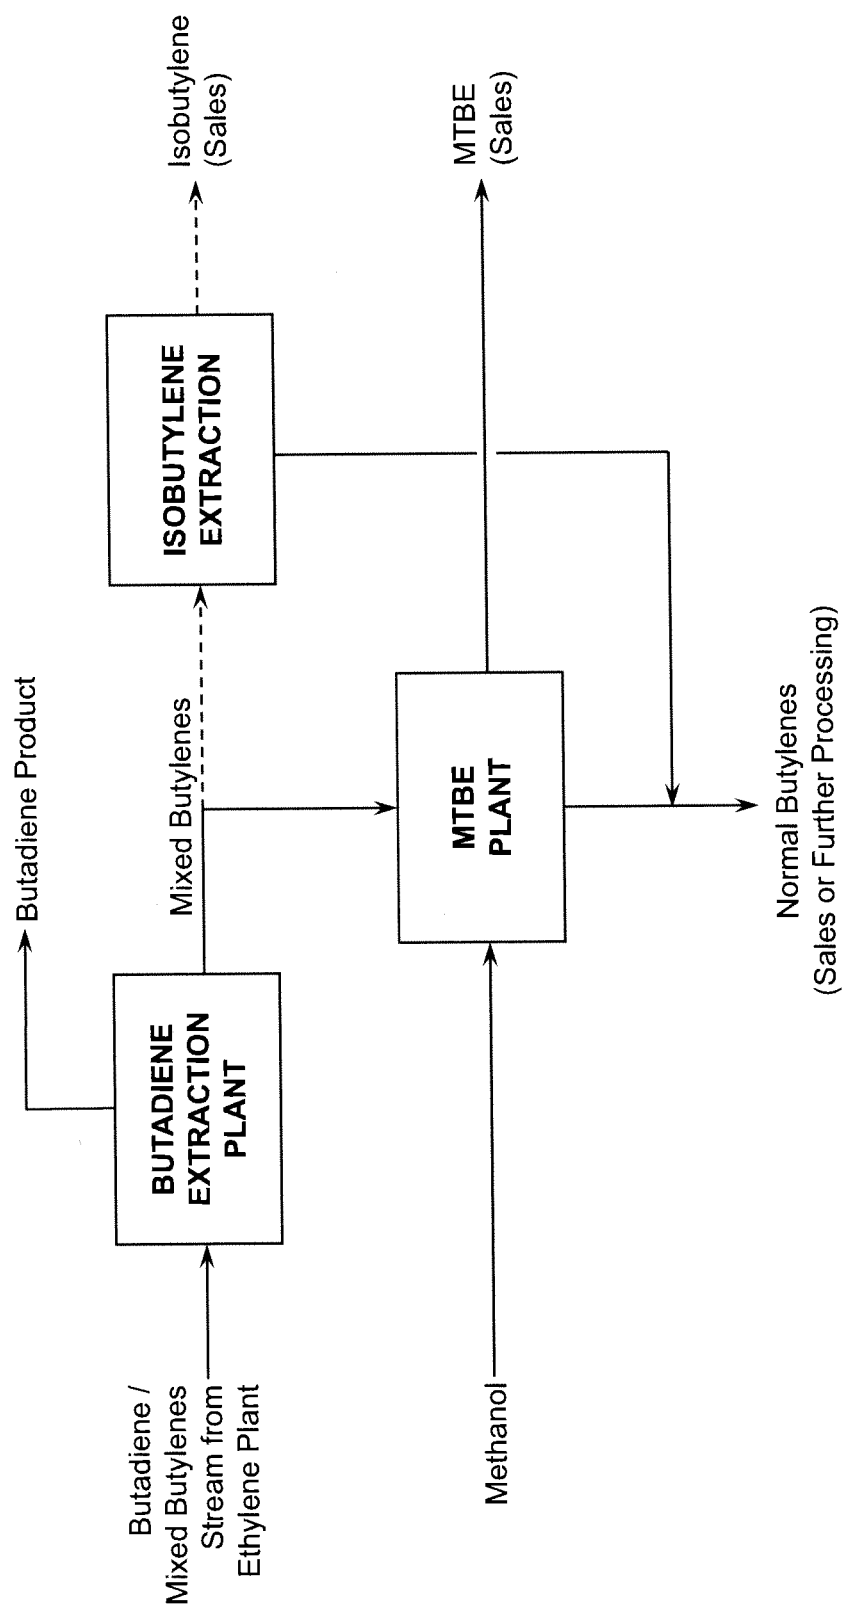 Butadiene Product
Isobutylene
(Sales)
Mixed Butylenes
BUTADIENE
EXTRACTION
PLANT
ISOBUTYLENE
EXTRACTION
Butadiene /
Mixed Butylenes
Stream from
Ethylene Plant
MTBE
PLANT
MTBE
(Sales)
Methanol
Normal Butylenes
(Sales or Further Processing)